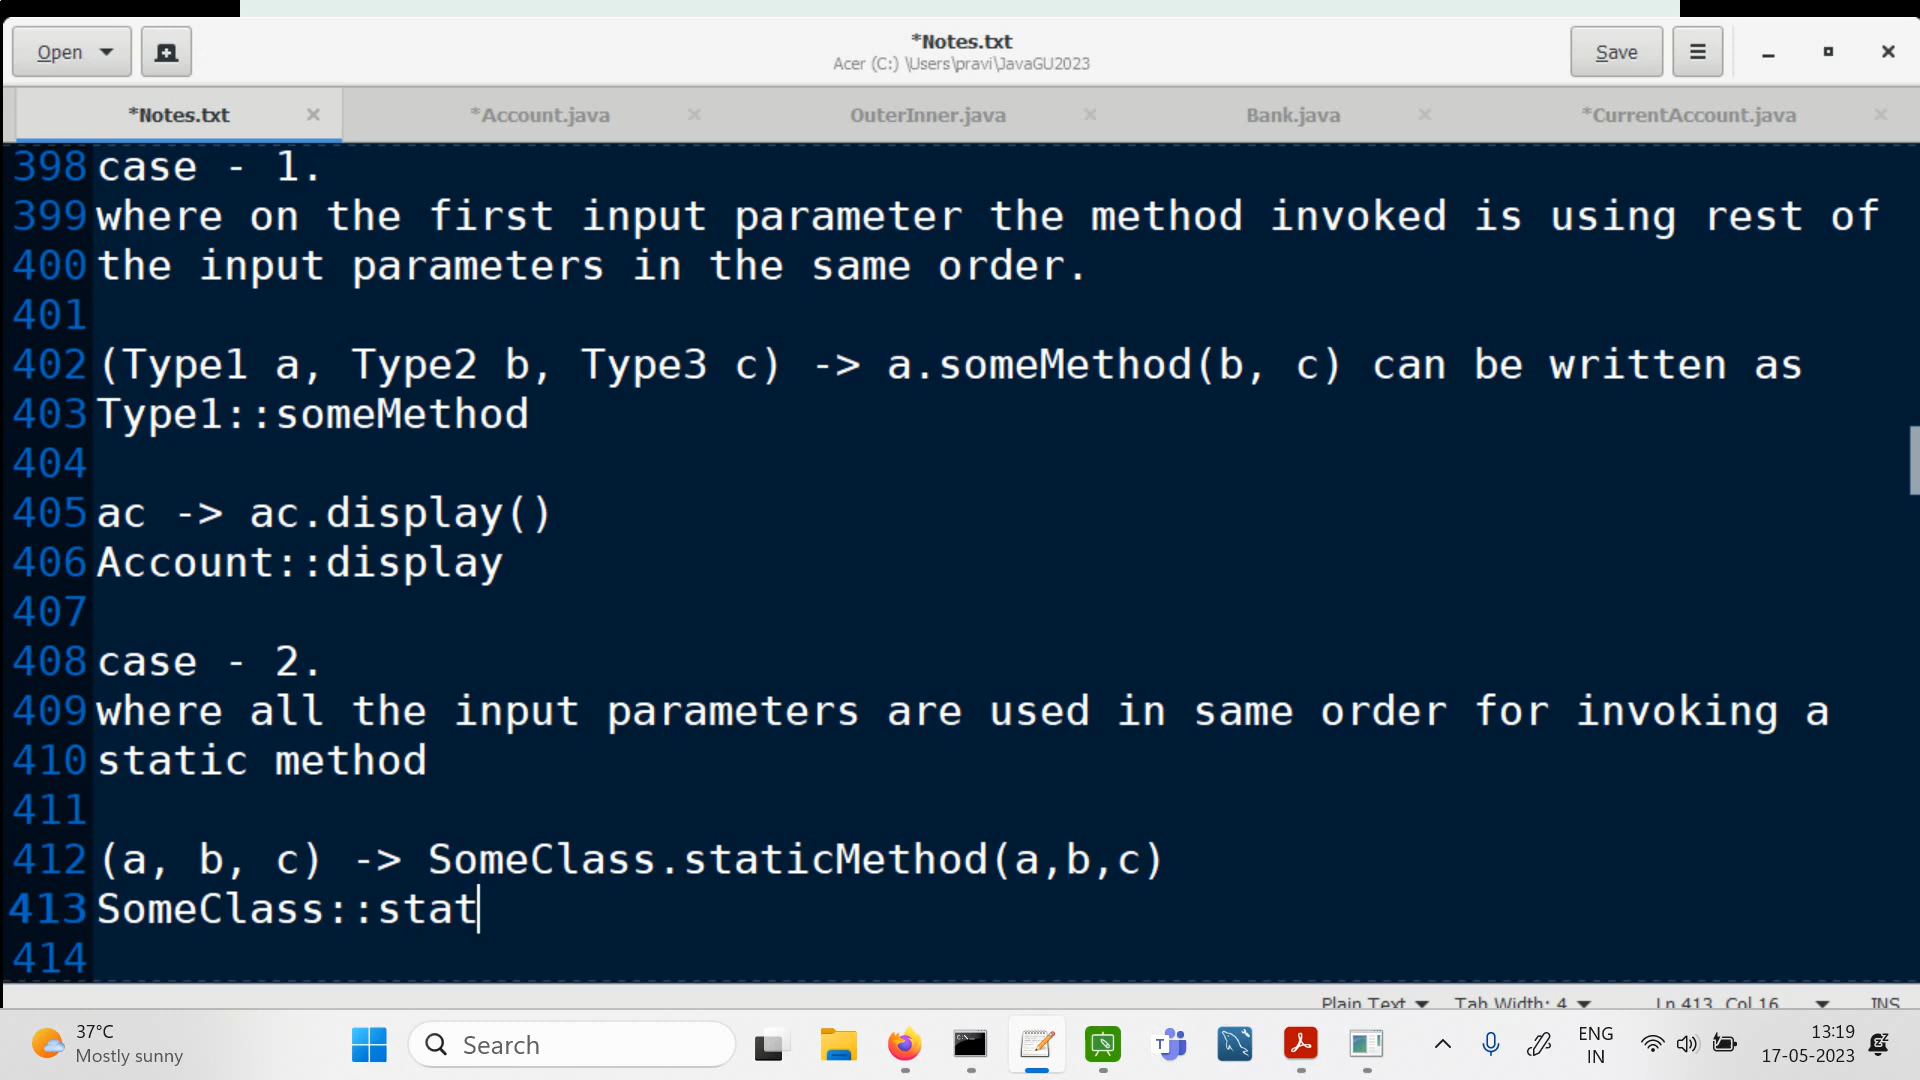 Open
*Notes.txt
Acer (C:) \Users\pravi\JavaGU2023
Save
*Notes.txt
*Account.java
OuterInner.java
Bank.java
*CurrentAccount.java
398 case - 1.
399 where on the first input parameter the method invoked is using rest of
400 the input parameters in the same order.
401
402 (Type1 a, Type2 b, Type3 c) -> a.someMethod(b, c) can be written as
403 Type1::someMethod
404
405 ac -> ac.display()
406 Account::display
407
408 case - 2.
409 where all the input parameters are used in same order for invoking a
410 static method
411
412 (a, b, c) -> SomeClass.staticMethod(a,b,c)
413 SomeClass::stat
414
Plain Text Tab Width: 4 Ln 413, Col 16 INS
37°C
Mostly sunny
Search
ENG
IN
13:19
17-05-2023